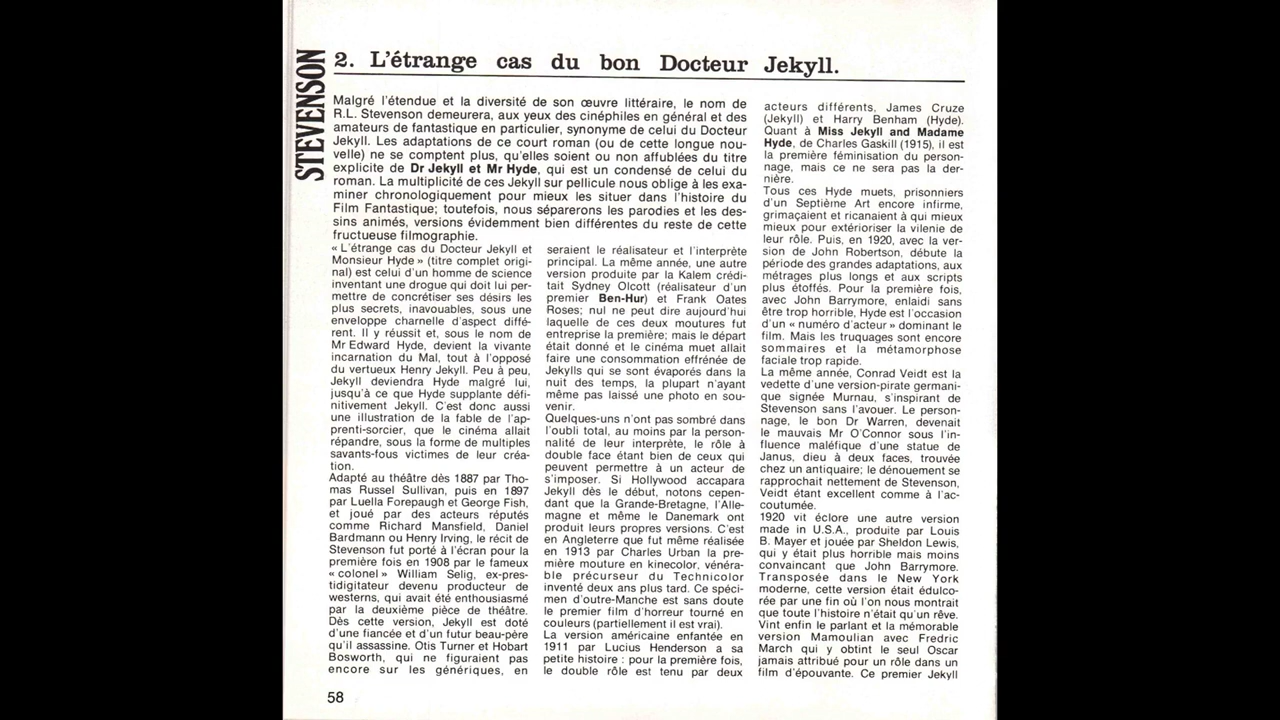 STEVENSON
2. L'étrange cas du bon Docteur Jekyll.
Malgré l'étendue et la diversité de son œuvre littéraire, le nom de
R.L. Stevenson demeurera, aux yeux des cinéphiles en général et des
amateurs de fantastique en particulier, synonyme de celui du Docteur
Jekyll. Les adaptations de ce court roman (ou de cette longue nou-
velle) ne se comptent plus, qu'elles soient ou non affublées du titre
explicite de Dr Jekyll et Mr Hyde, qui est un condensé de celui du
roman. La multiplicité de ces Jekyll sur pellicule nous oblige à les exa-
miner chronologiquement pour mieux les situer dans l'histoire du
Film Fantastique; toutefois, nous séparerons les parodies et les des-
sins animés, versions évidemment bien différentes du reste de cette
fructueuse filmographie.
« L'étrange cas du Docteur Jekyll et
Monsieur Hyde » (titre complet origi-
nal) est celui d'un homme de science
inventant une drogue qui doit lui per-
mettre de concrétiser ses désirs les
plus secrets, inavouables, sous une
enveloppe charnelle d'aspect diffé-
rent. Il y réussit et, sous le nom de
Mr Edward Hyde, devient la vivante
incarnation du Mal, tout à l'opposé
du vertueux Henry Jekyll. Peu à peu,
Jekyll deviendra Hyde malgré lui,
jusqu'à ce que Hyde supplante défi-
nitivement Jekyll. C'est donc aussi
une illustration de la fable de l'ap-
prenti-sorcier, que le cinéma allait
répandre, sous la forme de multiples
savants-fous victimes de leur créa-
tion.
Adapté au théâtre dès 1887 par Tho-
mas Russel Sullivan, puis en 1897
par Luella Forepaugh et George Fish,
et joué par des acteurs réputés
comme Richard Mansfield, Daniel
Bardmann ou Henry Irving, le récit de
Stevenson fut porté à l'écran pour la
première fois en 1908 par le fameux
« colonel » William Selig, ex-pres-
tidigitateur devenu producteur de
westerns, qui avait été enthousiasmé
par la deuxième pièce de théâtre.
Dès cette version, Jekyll est doté
d'une fiancée et d'un futur beau-père
qu'il assassine. Otis Turner et Hobart
Bosworth, qui ne figuraient pas
encore sur les génériques, en
seraient le réalisateur et l'interprète
principal. La même année, une autre
version produite par la Kalem crédi-
tait Sydney Olcott (réalisateur d'un
premier Ben-Hur) et Frank Oates
Roses; nul ne peut dire aujourd'hui
laquelle de ces deux moutures fut
entreprise la première; mais le départ
était donné et le cinéma muet allait
faire une consommation effrénée de
Jekylls qui se sont évaporés dans la
nuit des temps, la plupart n'ayant
même pas laissé une photo en sou-
venir.
Quelques-uns n'ont pas sombré dans
l'oubli total, au moins par la person-
nalité de leur interprète, le rôle à
double face étant bien de ceux qui
peuvent permettre à un acteur de
s'imposer. Si Hollywood accapara
Jekyll dès le début, notons cepen-
dant que la Grande-Bretagne, l'Alle-
magne et même le Danemark ont
produit leurs propres versions. C'est
en Angleterre que fut même réalisée
en 1913 par Charles Urban la pre-
mière mouture en kinecolor, vénéra-
ble précurseur du Technicolor
inventé deux ans plus tard. Ce spéci-
men d'outre-Manche est sans doute
le premier film d'horreur tourné en
couleurs (partiellement il est vrai).
La version américaine enfantée en
1911 par Lucius Henderson a sa
petite histoire : pour la première fois,
le double rôle est tenu par deux
acteurs différents, James Cruze
(Jekyll) et Harry Benham (Hyde).
Quant à Miss Jekyll and Madame
Hyde, de Charles Gaskill (1915), il est
la première féminisation du person-
nage, mais ce ne sera pas la der-
nière.
Tous ces Hyde muets, prisonniers
d'un Septième Art encore infirme,
grimaçaient et ricanaient à qui mieux
mieux pour extérioriser la vilenie de
leur rôle. Puis, en 1920, avec la ver-
sion de John Robertson, débute la
période des grandes adaptations, aux
métrages plus longs et aux scripts
plus étoffés. Pour la première fois,
avec John Barrymore, enlaidi sans
être trop horrible, Hyde est l'occasion
d'un « numéro d'acteur » dominant le
film. Mais les truquages sont encore
sommaires et la métamorphose
faciale trop rapide.
La même année, Conrad Veidt est la
vedette d'une version-pirate germani-
que signée Murnau, s'inspirant de
Stevenson sans l'avouer. Le person-
nage, le bon Dr Warren, devenait
le mauvais Mr O'Connor sous l'in-
fluence maléfique d'une statue de
Janus, dieu à deux faces, trouvée
chez un antiquaire; le dénouement se
rapprochait nettement de Stevenson,
Veidt étant excellent comme à l'ac-
coutumée.
1920 vit éclore une autre version
made in U.S.A., produite par Louis
B. Mayer et jouée par Sheldon Lewis,
qui y était plus horrible mais moins
convaincant que John Barrymore.
Transposée dans le New York
moderne, cette version était édulco-
rée par une fin où l'on nous montrait
que toute l'histoire n'était qu'un rêve.
Vint enfin le parlant et la mémorable
version Mamoulian avec Fredric
March qui y obtint le seul Oscar
jamais attribué pour un rôle dans un
film d'épouvante. Ce premier Jekyll
58